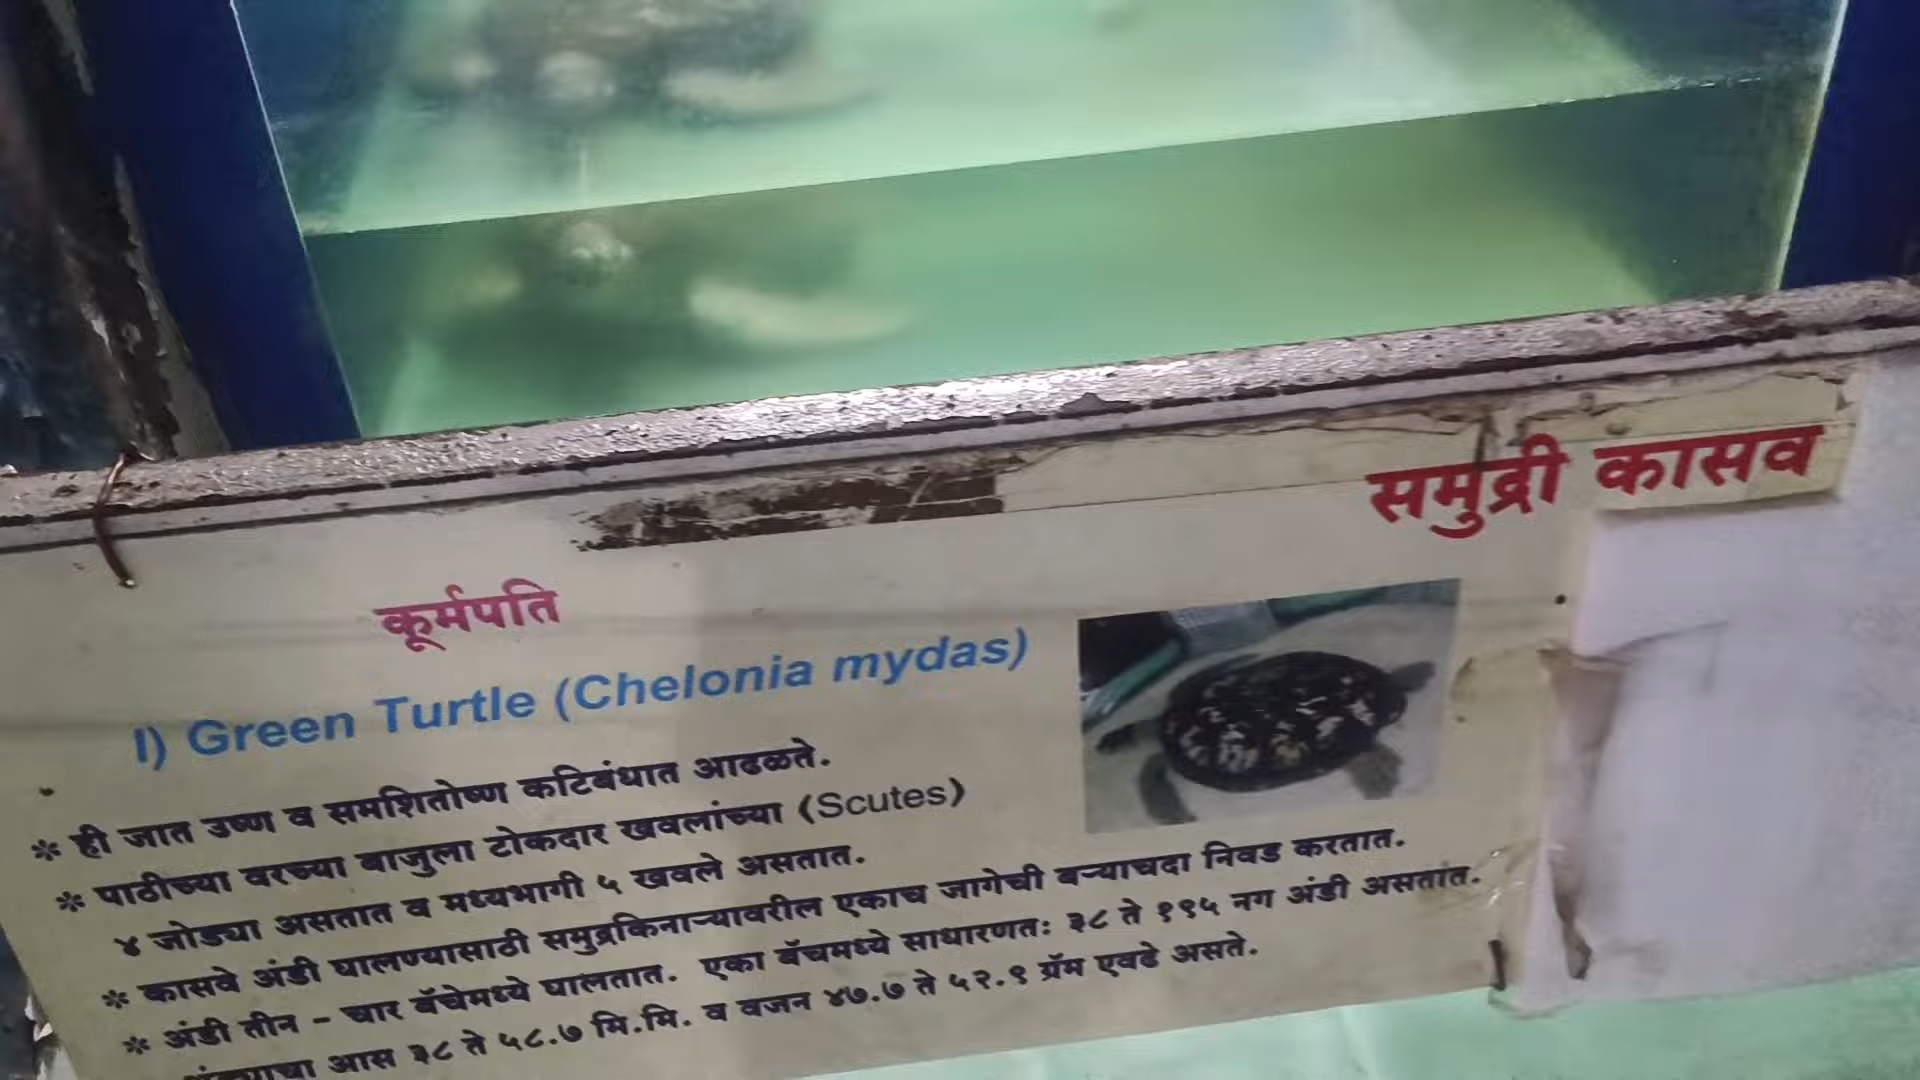 समुद्री कासव
कूर्मपति
I) Green Turtle (Chelonia mydas)
* ही जात उष्ण व समशितोष्ण कटिबंधात आढळते.
* पाठीच्या वरच्या बाजुला टोकदार खवलांच्या (Scutes)
४ जोड्या असतात व मध्यभागी ५ खवले असतात.
* कासवे अंडी घालण्यासाठी समुद्रकिनाऱ्यावरील एकाच जागेची बऱ्याचदा निवड करतात.
* अंडी तीन - चार बॅचेमध्ये घालतात. एका बॅचमध्ये साधारणतः ३८ ते १९५ नग अंडी असतांत.
आस ३८ ते ५८.७ मि.मि. व वजन ४७.७ ते ५२.९ ग्रॅम एवढे असते.